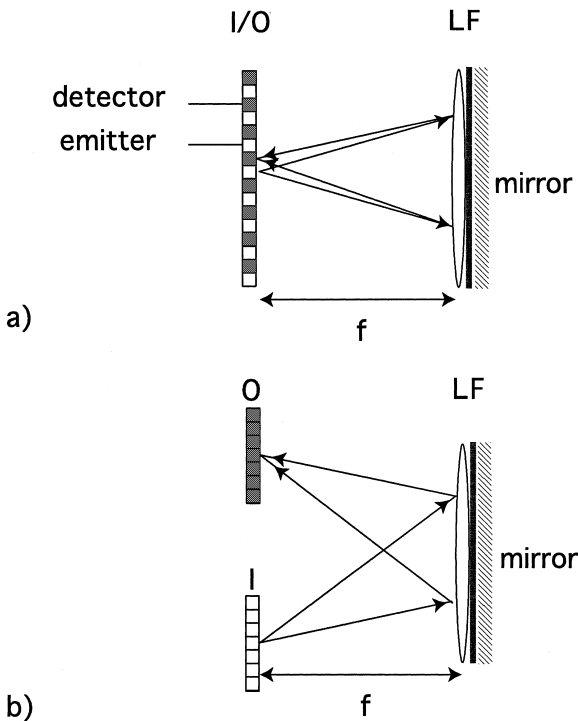 I/O LF
detector
emitter
mirror
f
a)
O LF
I
mirror
f
b)